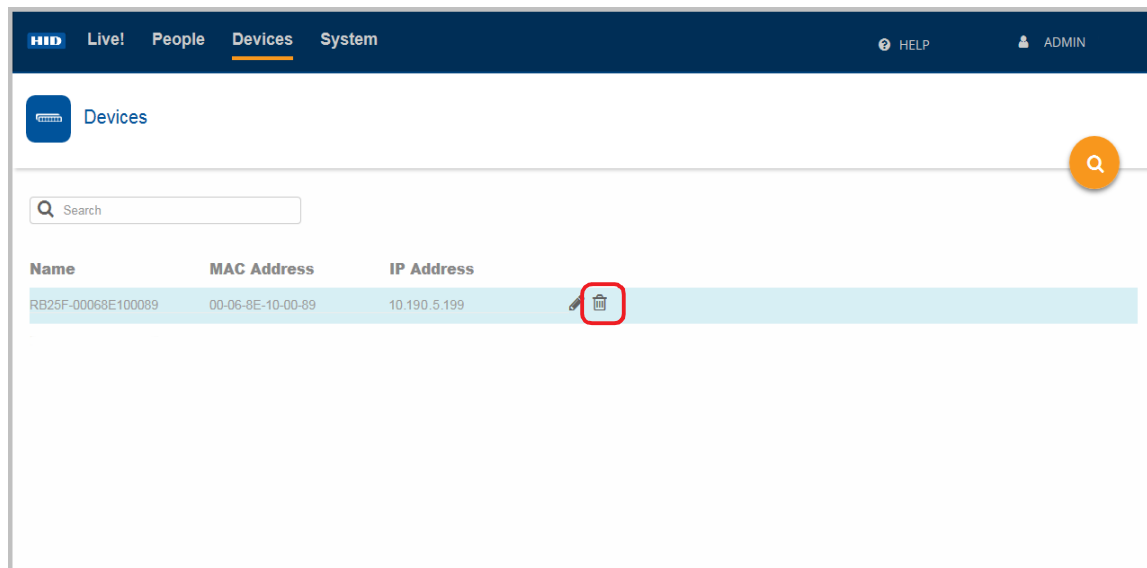 HID Live! People Devices System HELP ADMIN
Devices
Search
Name MAC Address IP Address
RB25F-00068E100089 00-06-8E-10-00-89 10.190.5.199